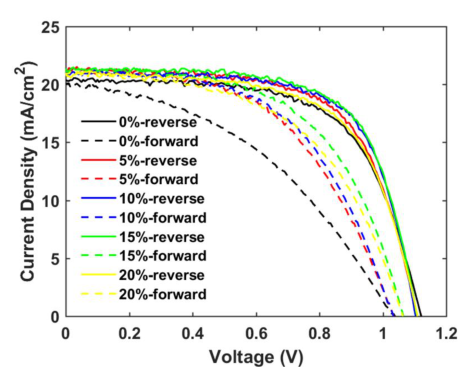 25
20
15
10
5
0
Current Density (mA/cm²)
0%-reverse
0%-forward
5%-reverse
5%-forward
10%-reverse
10%-forward
15%-reverse
15%-forward
20%-reverse
20%-forward
0 0.2 0.4 0.6 0.8 1 1.2
Voltage (V)